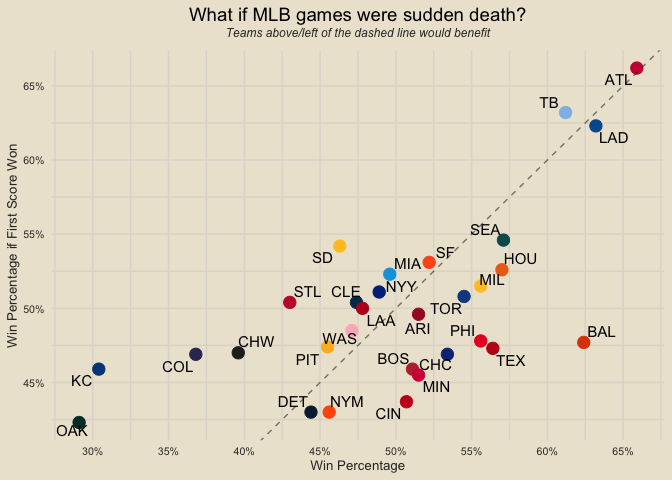 What if MLB games were sudden death?
Teams above/left of the dashed line would benefit
Win Percentage if First Score Won
65%
60%
55%
50%
45%
ATL
TB
LAD
SEA
SD
SF
HOU
MIA
MIL
NYY
STL
CLE
TOR
LAA
ARI
WAS
PHI
BAL
CHW
PIT
BOS
CHC
TEX
COL
KC
MIN
DET
NYM
CIN
OAK
30%
35%
40%
45%
50%
55%
60%
65%
Win Percentage